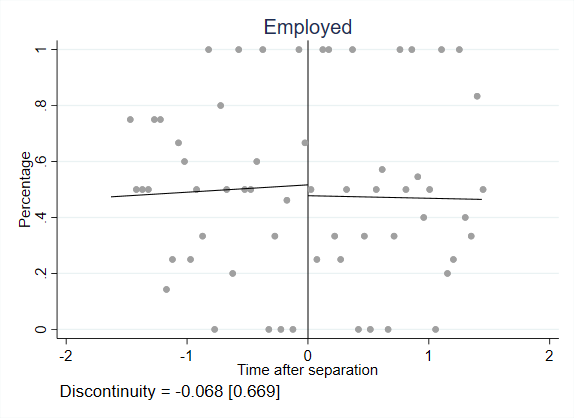 Employed
Percentage
1
.8
.6
.4
.2
0
-2 -1 0 1 2
Time after separation
Discontinuity = -0.068 [0.669]